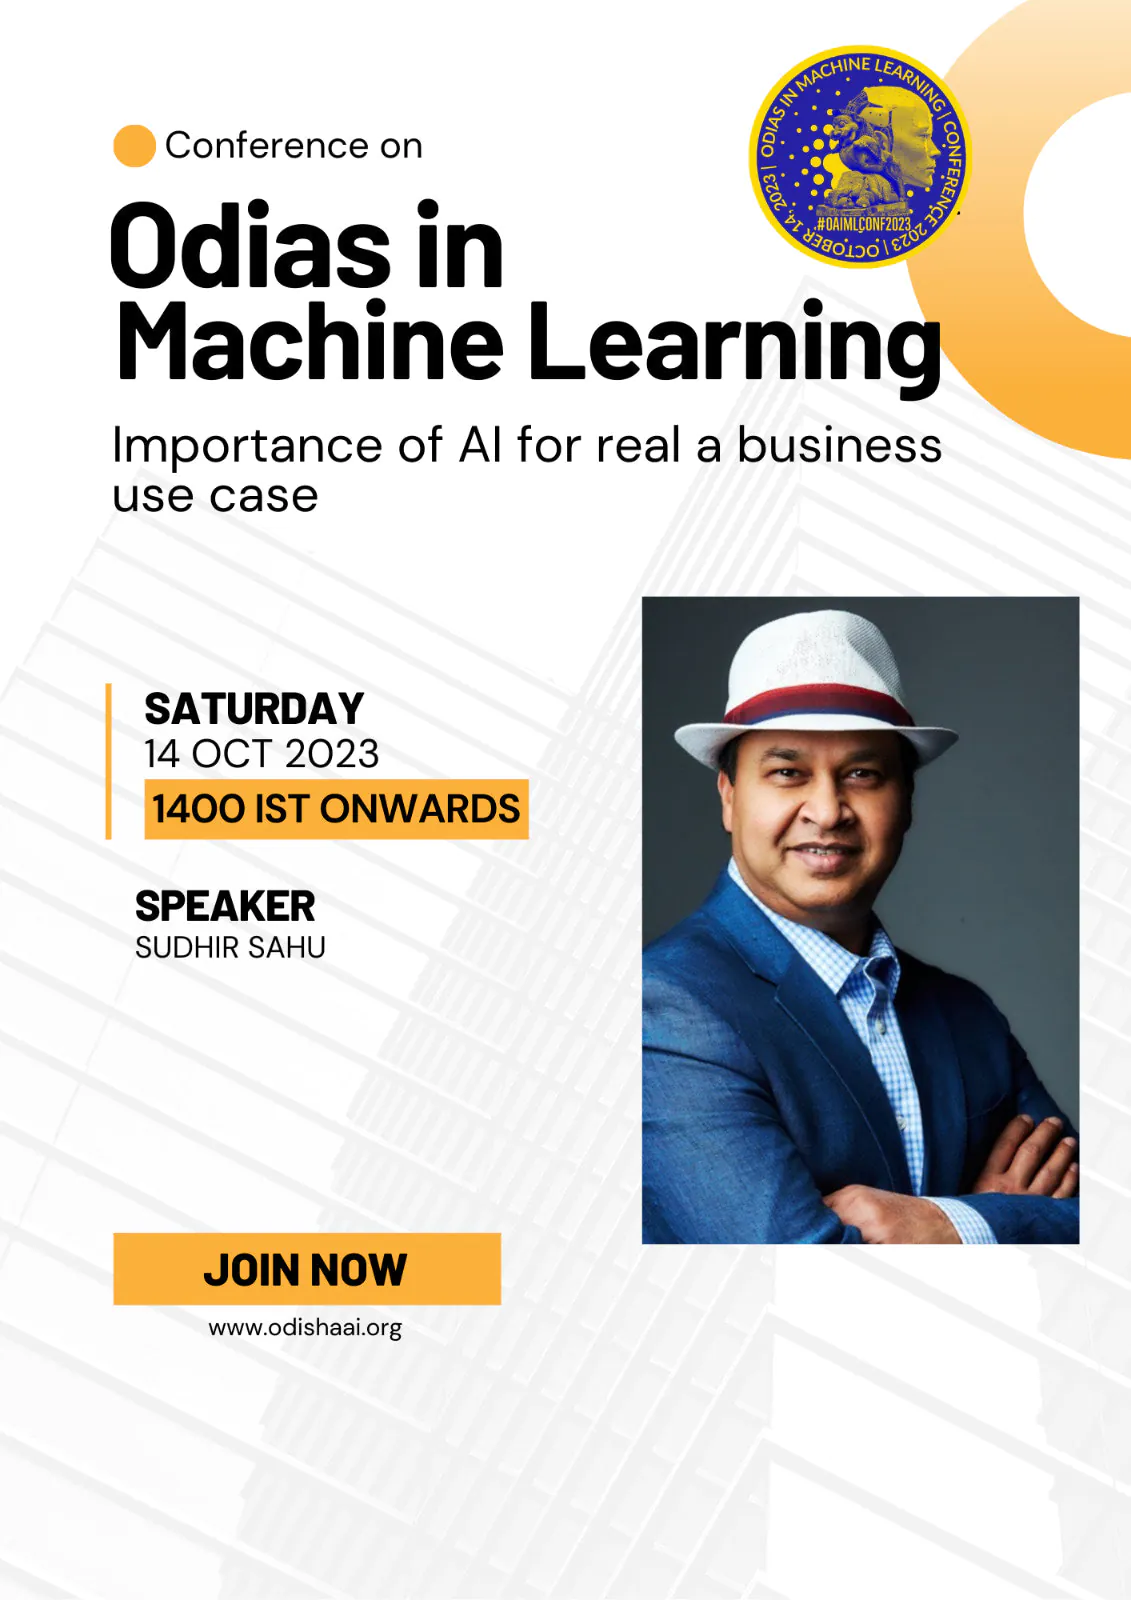 Conference on
Odias in
Machine Learning
Importance of AI for real a business
use case
ODIAS IN MACHINE LEARNING | CONFERENCE 2023 | OCTOBER 14, 2023 |
#OAIMLCONF2023
SATURDAY
14 OCT 2023
1400 IST ONWARDS
SPEAKER
SUDHIR SAHU
JOIN NOW
www.odishaai.org